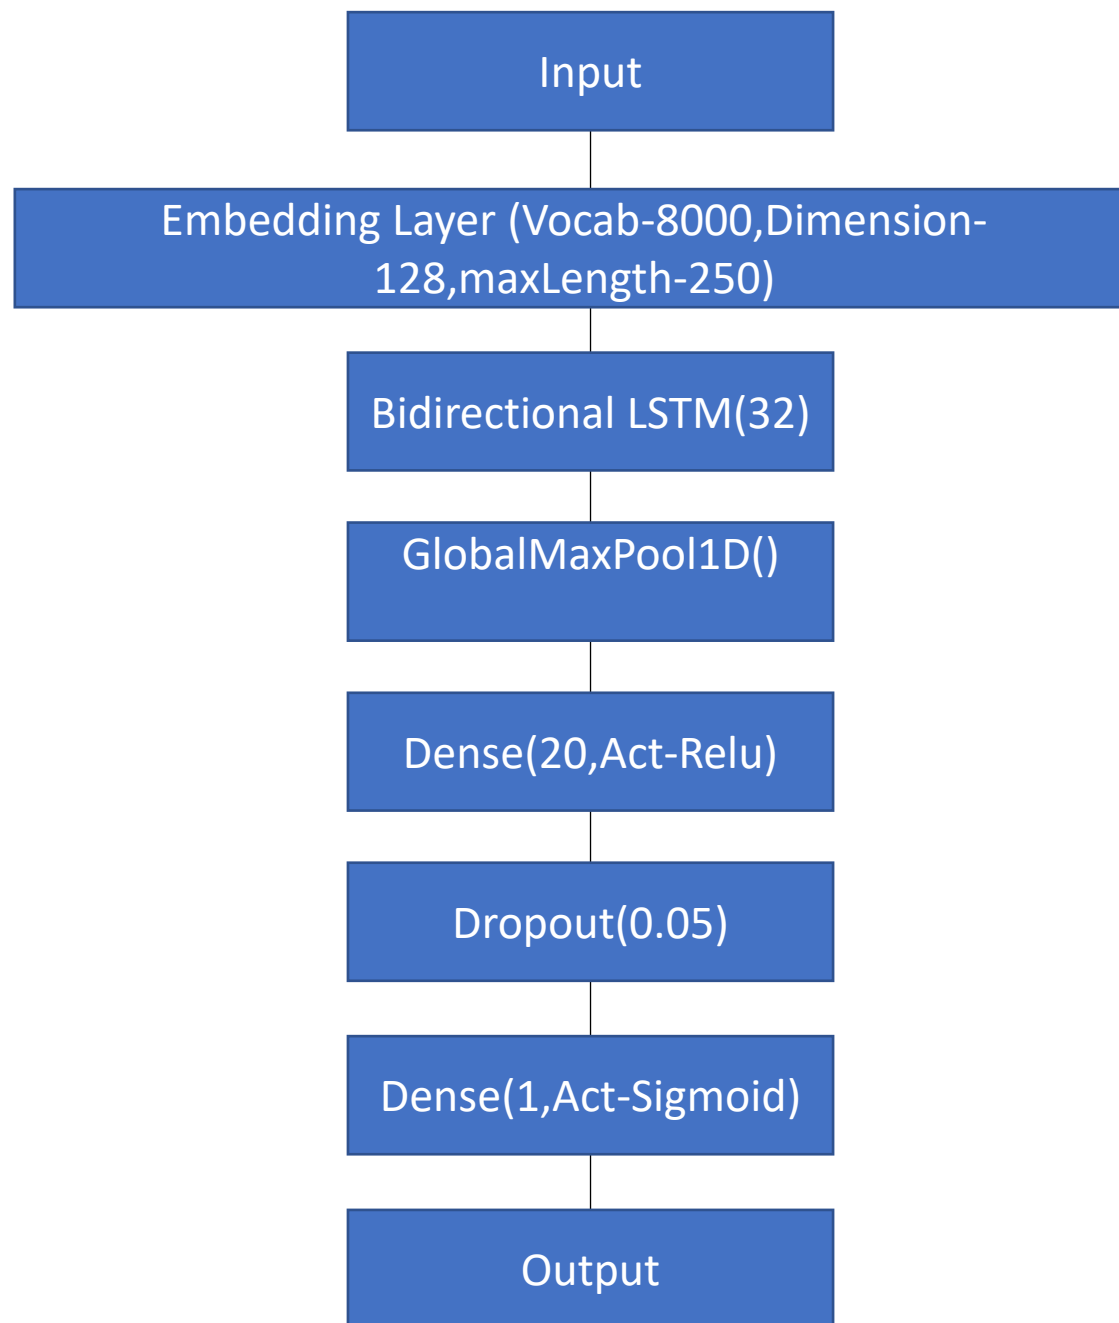 Input
Embedding Layer (Vocab-8000,Dimension-
128,maxLength-250)
Bidirectional LSTM(32)
GlobalMaxPool1D()
Dense(20,Act-Relu)
Dropout(0.05)
Dense(1,Act-Sigmoid)
Output